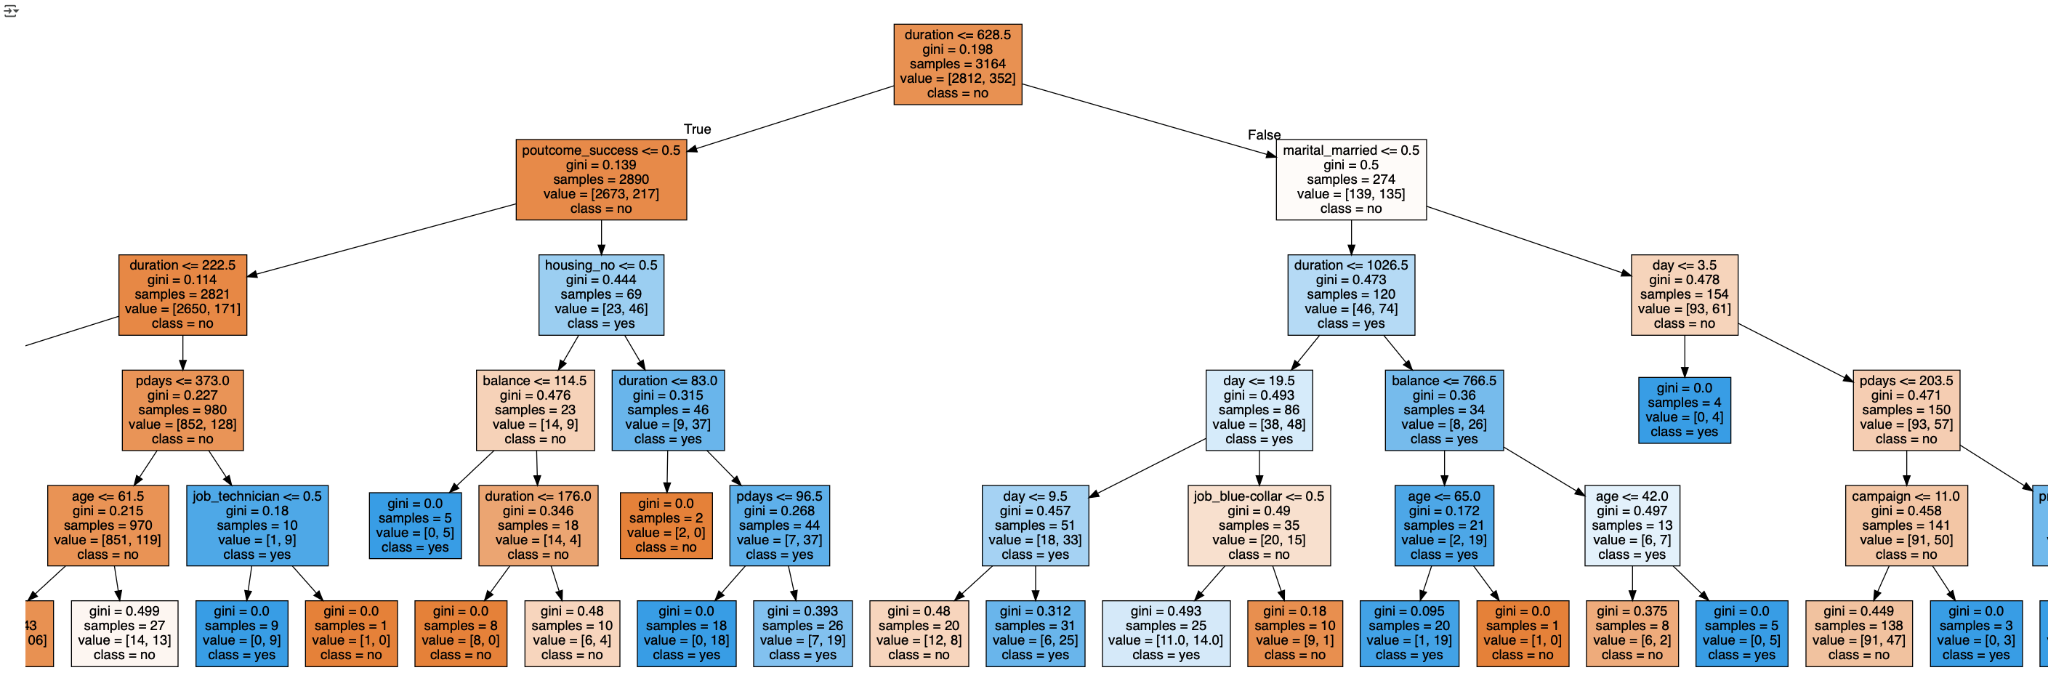 duration <= 628.5
gini = 0.198
samples = 3164
value = [2812, 352]
class = no
True
False
poutcome_success <= 0.5
gini = 0.139
samples = 2890
value = [2673, 217]
class = no
marital_married <= 0.5
gini = 0.5
samples = 274
value = [139, 135]
class = no
duration <= 222.5
gini = 0.114
samples = 2821
value = [2650, 171]
class = no
housing_no <= 0.5
gini = 0.444
samples = 69
value = [23, 46]
class = yes
duration <= 1026.5
gini = 0.473
samples = 120
value = [46, 74]
class = yes
day <= 3.5
gini = 0.478
samples = 154
value = [93, 61]
class = no
pdays <= 373.0
gini = 0.227
samples = 980
value = [852, 128]
class = no
balance <= 114.5
gini = 0.476
samples = 23
value = [14, 9]
class = no
duration <= 83.0
gini = 0.315
samples = 46
value = [9, 37]
class = yes
day <= 19.5
gini = 0.493
samples = 86
value = [38, 48]
class = yes
balance <= 766.5
gini = 0.36
samples = 34
value = [8, 26]
class = yes
gini = 0.0
samples = 4
value = [0, 4]
class = yes
pdays <= 203.5
gini = 0.471
samples = 150
value = [93, 57]
class = no
age <= 61.5
gini = 0.215
samples = 970
value = [851, 119]
class = no
job_technician <= 0.5
gini = 0.18
samples = 10
value = [1, 9]
class = yes
gini = 0.0
samples = 5
value = [0, 5]
class = yes
duration <= 176.0
gini = 0.346
samples = 18
value = [14, 4]
class = no
gini = 0.0
samples = 2
value = [2, 0]
class = no
pdays <= 96.5
gini = 0.268
samples = 44
value = [7, 37]
class = yes
day <= 9.5
gini = 0.457
samples = 51
value = [18, 33]
class = yes
job_blue-collar <= 0.5
gini = 0.49
samples = 35
value = [20, 15]
class = no
age <= 65.0
gini = 0.172
samples = 21
value = [2, 19]
class = yes
age <= 42.0
gini = 0.497
samples = 13
value = [6, 7]
class = yes
campaign <= 11.0
gini = 0.458
samples = 141
value = [91, 50]
class = no
43
06]
gini = 0.499
samples = 27
value = [14, 13]
class = no
gini = 0.0
samples = 9
value = [0, 9]
class = yes
gini = 0.0
samples = 1
value = [1, 0]
class = no
gini = 0.0
samples = 8
value = [8, 0]
class = no
gini = 0.48
samples = 10
value = [6, 4]
class = no
gini = 0.0
samples = 18
value = [0, 18]
class = yes
gini = 0.393
samples = 26
value = [7, 19]
class = yes
gini = 0.48
samples = 20
value = [12, 8]
class = no
gini = 0.312
samples = 31
value = [6, 25]
class = yes
gini = 0.493
samples = 25
value = [11.0, 14.0]
class = yes
gini = 0.18
samples = 10
value = [9, 1]
class = no
gini = 0.095
samples = 20
value = [1, 19]
class = yes
gini = 0.0
samples = 1
value = [1, 0]
class = no
gini = 0.375
samples = 8
value = [6, 2]
class = no
gini = 0.0
samples = 5
value = [0, 5]
class = yes
gini = 0.449
samples = 138
value = [91, 47]
class = no
gini = 0.0
samples = 3
value = [0, 3]
class = yes